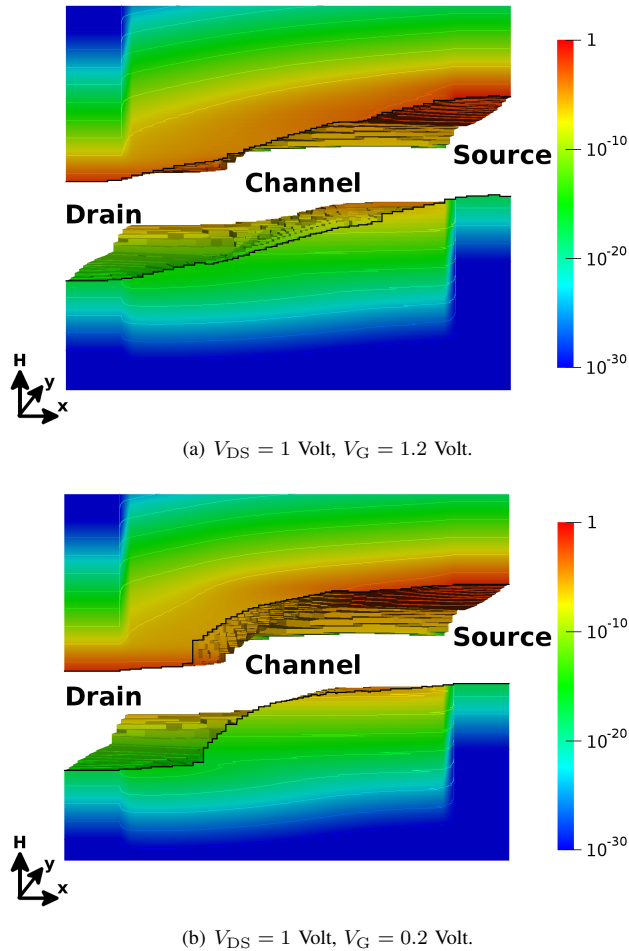 1
10^-10
Source
Channel
Drain
10^-20
H
y
x
10^-30
(a) V_DS = 1 Volt, V_G = 1.2 Volt.
1
10^-10
Source
Channel
Drain
10^-20
H
y
x
10^-30
(b) V_DS = 1 Volt, V_G = 0.2 Volt.